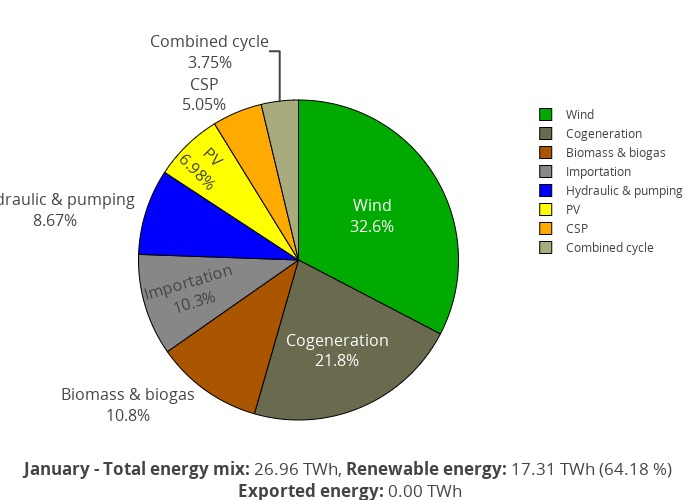 Combined cycle
3.75%
CSP
5.05%
PV
6.98%
draulic & pumping
8.67%
Importation
10.3%
Biomass & biogas
10.8%
Cogeneration
21.8%
Wind
32.6%
Wind
Cogeneration
Biomass & biogas
Importation
Hydraulic & pumping
PV
CSP
Combined cycle
January - Total energy mix: 26.96 TWh, Renewable energy: 17.31 TWh (64.18 %)
Exported energy: 0.00 TWh